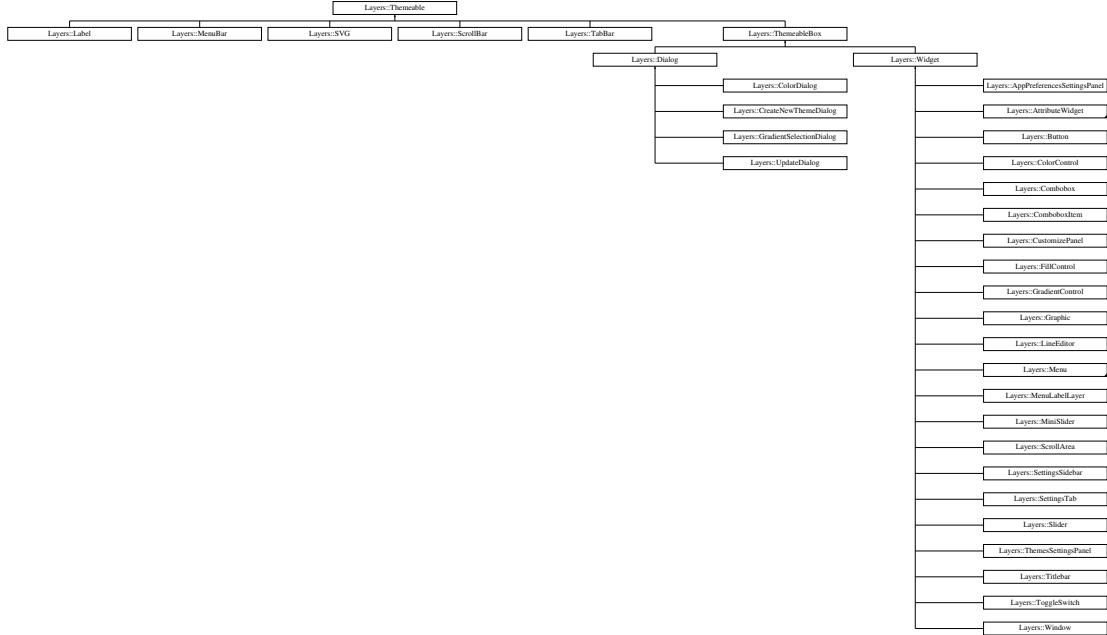 Layers::Themeable
Layers::Label
Layers::MenuBar
Layers::SVG
Layers::ScrollBar
Layers::TabBar
Layers::ThemeableBox
Layers::Dialog
Layers::Widget
Layers::ColorDialog
Layers::CreateNewThemeDialog
Layers::GradientSelectionDialog
Layers::UpdateDialog
Layers::AppPreferencesSettingsPanel
Layers::AttributeWidget
Layers::Button
Layers::ColorControl
Layers::Combobox
Layers::ComboboxItem
Layers::CustomizePanel
Layers::FillControl
Layers::GradientControl
Layers::Graphic
Layers::LineEditor
Layers::Menu
Layers::MenuLabelLayer
Layers::MiniSlider
Layers::ScrollArea
Layers::SettingsSidebar
Layers::SettingsTab
Layers::Slider
Layers::ThemesSettingsPanel
Layers::Titlebar
Layers::ToggleSwitch
Layers::Window